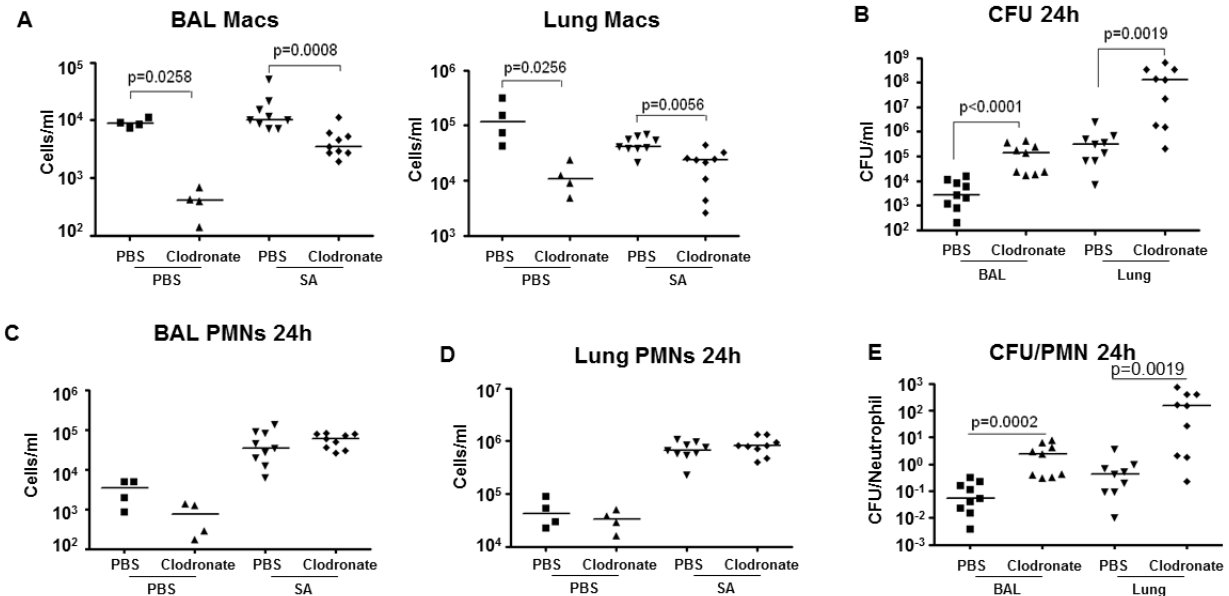 A
BAL Macs
Cells/ml
10^5
10^4
10^3
10^2
p=0.0258
p=0.0008
PBS Clodronate PBS Clodronate
PBS SA
Lung Macs
Cells/ml
10^6
10^5
10^4
10^3
p=0.0256
p=0.0056
PBS Clodronate PBS Clodronate
PBS SA
B
CFU 24h
CFU/ml
10^9
10^8
10^7
10^6
10^5
10^4
10^3
10^2
p<0.0001
p=0.0019
PBS Clodronate PBS Clodronate
BAL Lung
C
BAL PMNs 24h
Cells/ml
10^6
10^5
10^4
10^3
10^2
PBS Clodronate PBS Clodronate
PBS SA
D
Lung PMNs 24h
Cells/ml
10^7
10^6
10^5
10^4
PBS Clodronate PBS Clodronate
PBS SA
E
CFU/PMN 24h
CFU/Neutrophil
10^3
10^2
10^1
10^0
10^-1
10^-2
10^-3
p=0.0002
p=0.0019
PBS Clodronate PBS Clodronate
BAL Lung